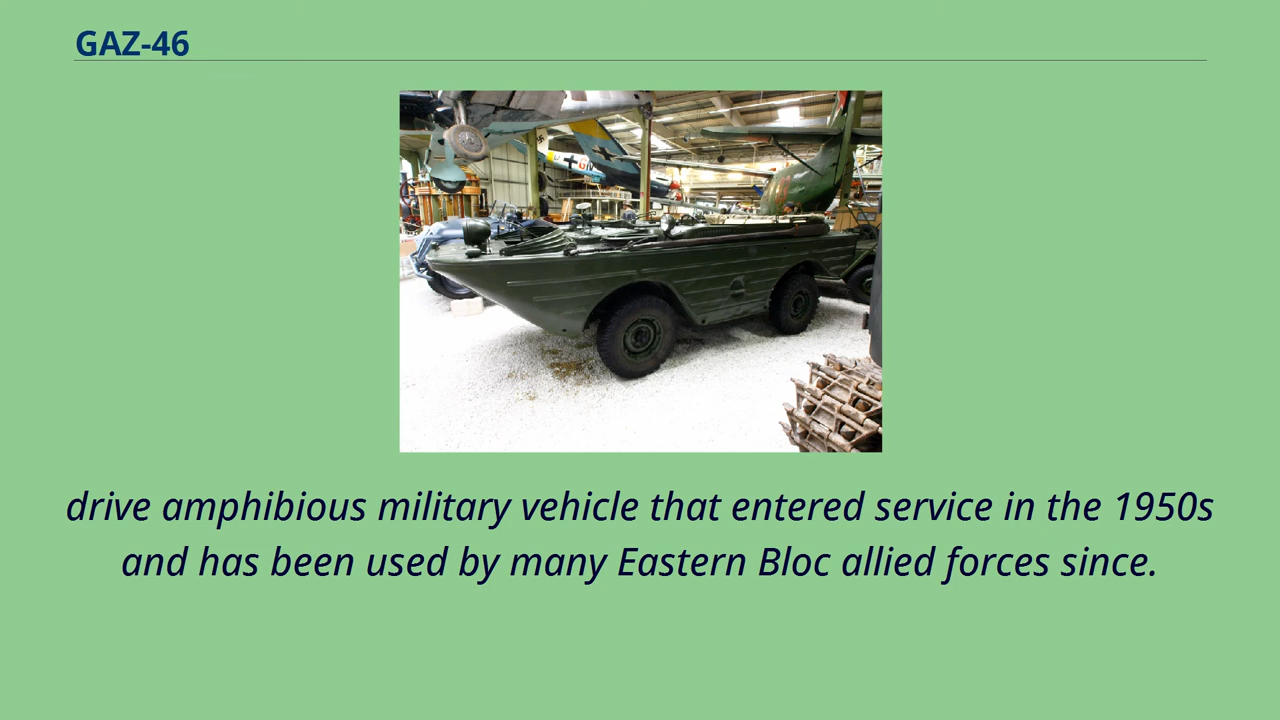 GAZ-46
drive amphibious military vehicle that entered service in the 1950s
and has been used by many Eastern Bloc allied forces since.